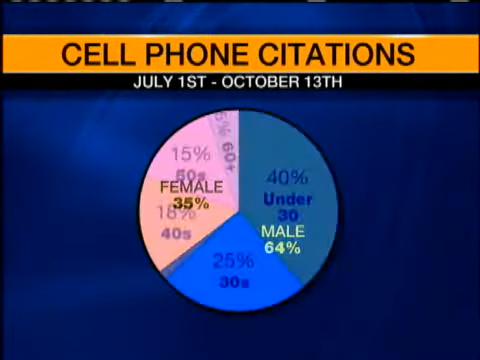 CELL PHONE CITATIONS
JULY 1ST - OCTOBER 13TH
5% 60+
15%
50s
FEMALE
35%
18%
40s
40%
Under
30
MALE
64%
25%
30s